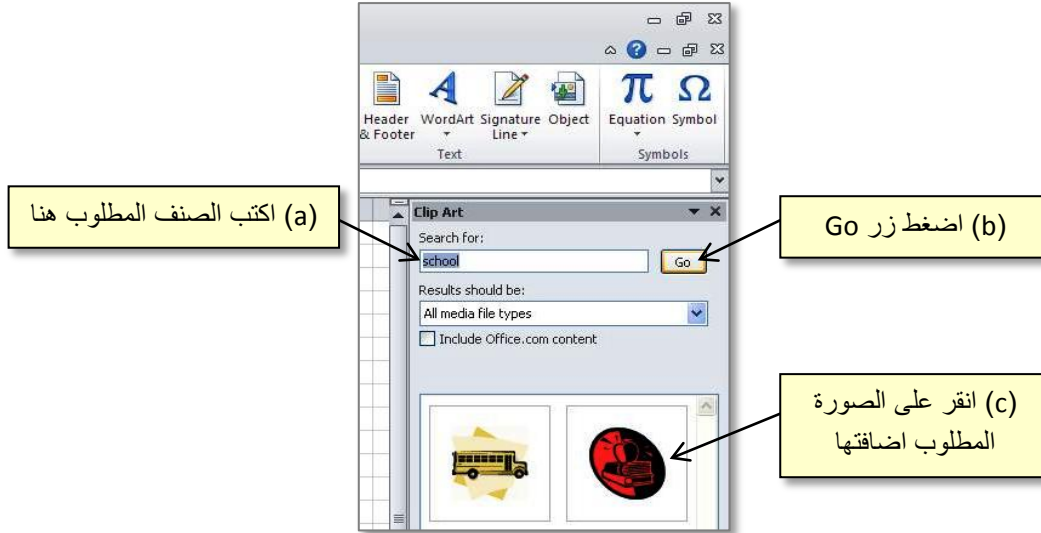 Header & Footer
WordArt
Signature Line
Object
Equation
Symbol
Text
Symbols
Clip Art
(a) اكتب الصنف المطلوب هنا
Search for:
school
Go
(b) اضغط زر Go
Results should be:
All media file types
Include Office.com content
(c) انقر على الصورة
المطلوب اضافتها